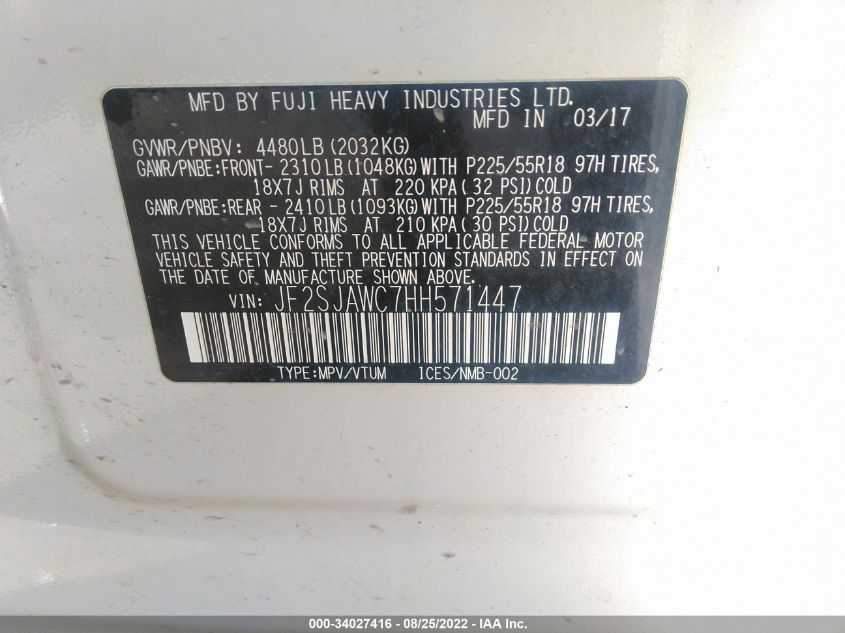 MFD BY FUJI HEAVY INDUSTRIES LTD.
MFD IN 03/17
GVWR/PNBV: 4480LB (2032KG)
GAWR/PNBE:FRONT- 2310LB (1048KG) WITH P225/55R18 97H TIRES,
18X7J RIMS AT 220 KPA ( 32 PSI) COLD
GAWR/PNBE:REAR - 2410LB (1093KG) WITH P225/55R18 97H TIRES,
18X7J RIMS AT 210 KPA ( 30 PSI) COLD
THIS VEHICLE CONFORMS TO ALL APPLICABLE FEDERAL MOTOR
VEHICLE SAFETY AND THEFT PREVENTION STANDARDS IN EFFECT ON
THE DATE OF MANUFACTURE SHOWN ABOVE.
VIN: JF2SJAWC7HH571447
TYPE:MPV/VTUM ICES/NMB-002
000-34027416 - 08/25/2022 - IAA Inc.